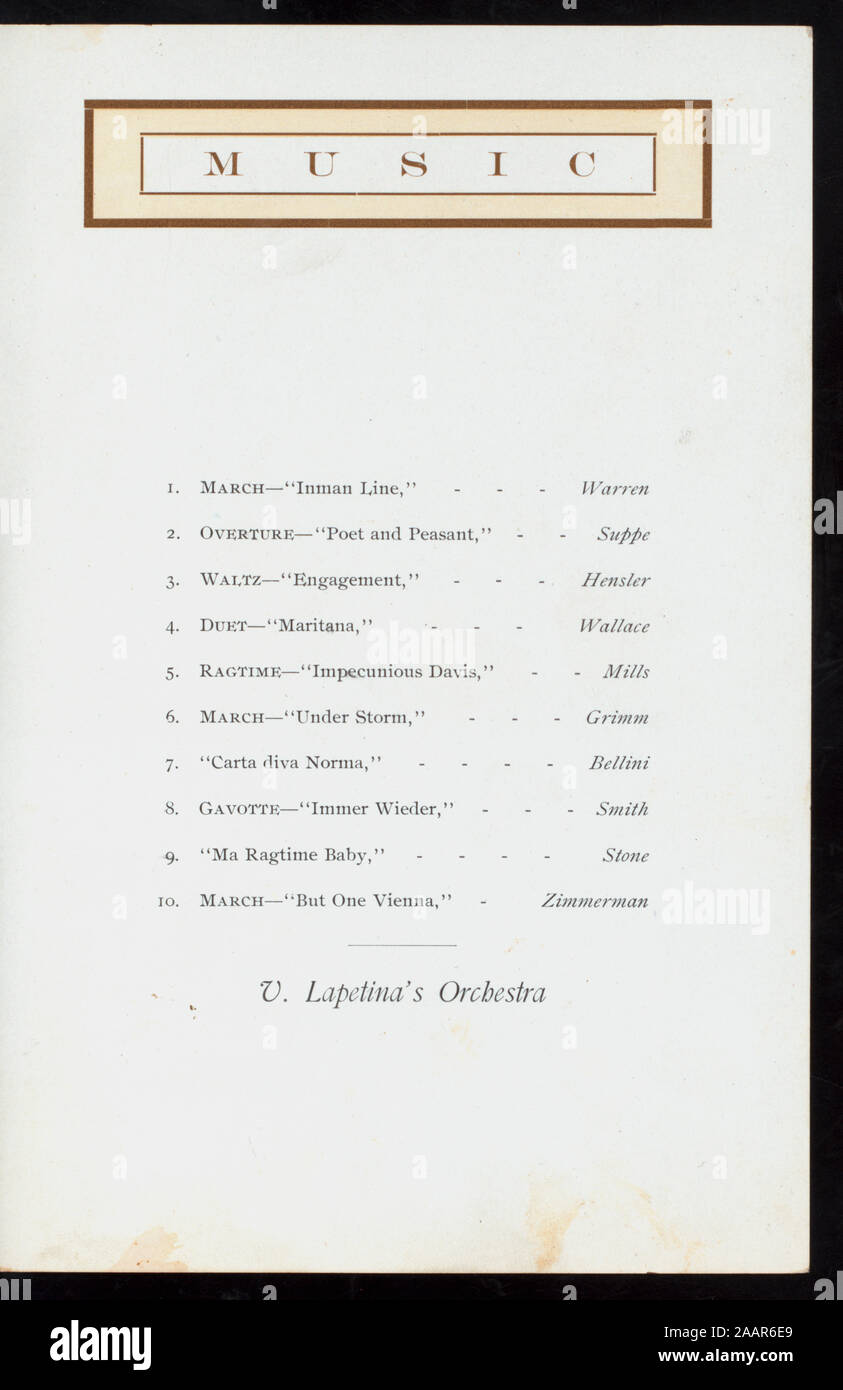 MUSIC
1. MARCH—“Inman Line,” - - - Warren
2. OVERTURE—“Poet and Peasant,” - - Suppe
3. WALTZ—“Engagement,” - - - Hensler
4. DUET—“Maritana,” - - - Wallace
5. RAGTIME—“Impecunious Davis,” - - Mills
6. MARCH—“Under Storm,” - - - Grimm
7. “Carta diva Norma,” - - - - Bellini
8. GAVOTTE—“Immer Wieder,” - - - Smith
9. “Ma Ragtime Baby,” - - - - Stone
10. MARCH—“But One Vienna,” - Zimmerman
V. Lapetina's Orchestra
alamy
Image ID: 2AAR6E9
www.alamy.com